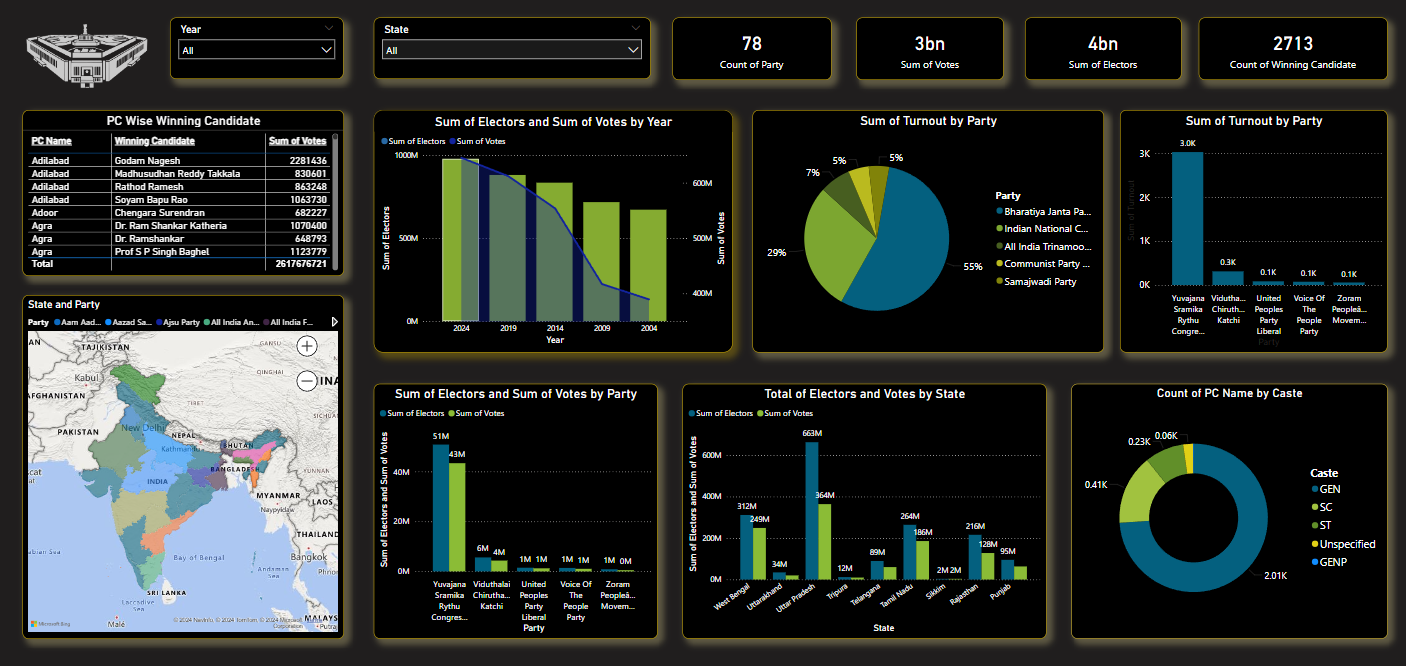 Year
All
State
All
78
Count of Party
3bn
Sum of Votes
4bn
Sum of Electors
2713
Count of Winning Candidate
PC Wise Winning Candidate
PC Name Winning Candidate Sum of Votes
Adilabad Godam Nagesh 2281436
Adilabad Madhusudhan Reddy Takkala 830601
Adilabad Rathod Ramesh 863248
Adilabad Soyam Bapu Rao 1063730
Adoor Chengara Surendran 682227
Agra Dr. Ram Shankar Katheria 1070400
Agra Dr. Ramshankar 648793
Agra Prof S P Singh Baghel 1123779
Total 2617676721
Sum of Electors and Sum of Votes by Year
Sum of Electors Sum of Votes
Sum of Electors
1000M
500M
0M
600M
500M
400M
Sum of Votes
2024 2019 2014 2009 2004
Year
Sum of Turnout by Party
5%
5%
7%
29%
55%
Party
Bharatiya Janta Pa...
Indian National C...
All India Trinamoo...
Communist Party ...
Samajwadi Party
Sum of Turnout by Party
Sum of Turnout
3K
2K
1K
0K
3.0K
0.3K
0.1K
0.1K
0.1K
Yuvajana
Sramika
Rythu
Congre...
Vidutha...
Chiruth...
Katchi
United
Peoples
Party
Liberal
Voice Of
The
People
Party
Zoram
Peopleâ...
Movem...
Party
State and Party
Party Aam Aad... Aazad Sa... Ajsu Party All India An... All India F...
TAJIKISTAN
GANSU
Kabul
QINGHAI
AFGHANISTAN
TIBET
SICHUA
PAKISTAN
New Delhi
NEPAL
Kathmandu
BHUTAN
BANGLADESH
YUNNAN
INDIA
MYANMAR
Naypyidaw
LAOS
THAILAND
Bay of Bengal
Bangkok
Andaman
Sea
abian Sea
SRI LANKA
Laccadive
Sea
Malé
MALAYS
Putra
Microsoft Bing
Sum of Electors and Sum of Votes by Party
Sum of Electors Sum of Votes
Sum of Electors and Sum of Votes
40M
20M
0M
51M
43M
6M 4M
1M 1M
1M 1M
1M 0M
Yuvajana
Sramika
Rythu
Congres...
Viduthalai
Chirutha...
Katchi
United
Peoples
Party
Liberal
Voice Of
The
People
Party
Zoram
Peopleâ...
Movem...
Party
Total of Electors and Votes by State
Sum of Electors Sum of Votes
Sum of Electors and Sum of Votes
600M
400M
200M
0M
312M
249M
34M
663M
364M
12M
89M
264M
186M
2M 2M
216M
128M
95M
West Bengal
Uttarakhand
Uttar Pradesh
Tripura
Telangana
Tamil Nadu
Sikkim
Rajasthan
Punjab
State
Count of PC Name by Caste
0.06K
0.23K
0.41K
2.01K
Caste
GEN
SC
ST
Unspecified
GENP